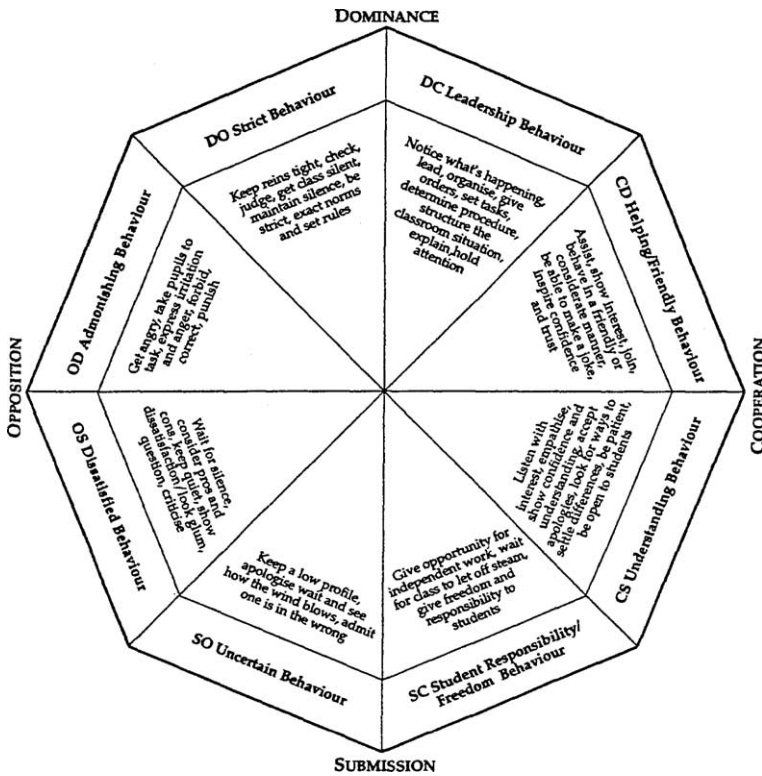 DOMINANCE
DC Leadership Behaviour
Notice what's happening,
lead, organise, give
orders, set tasks,
determine procedure,
structure the
classroom situation,
explain,hold
attention
CD Helping/Friendly Behaviour
Assist, show interest, join,
behave in a friendly or
considerate manner,
be able to make a joke,
inspire confidence
and trust
COOPERATION
CS Understanding Behaviour
Listen with
interest, empathise,
show confidence and
understanding, accept
apologies, look for ways to
settle differences, be patient,
be open to students
SC Student Responsibility/
Freedom Behaviour
Give opportunity for
independent work, wait
for class to let off steam,
give freedom and
responsibility to
students
SUBMISSION
SO Uncertain Behaviour
Keep a low profile,
apologise wait and see
how the wind blows, admit
one is in the wrong
OS Dissatisfied Behaviour
Wait for silence,
consider pros and
cons, keep quiet, show
dissatisfaction/look glum,
question, criticise
OPPOSITION
OD Admonishing Behaviour
Get angry, take pupils to
task, express irritation
and anger, forbid,
correct, punish
DO Strict Behaviour
Keep reins tight, check,
judge, get class silent,
maintain silence, be
strict, exact norms
and set rules